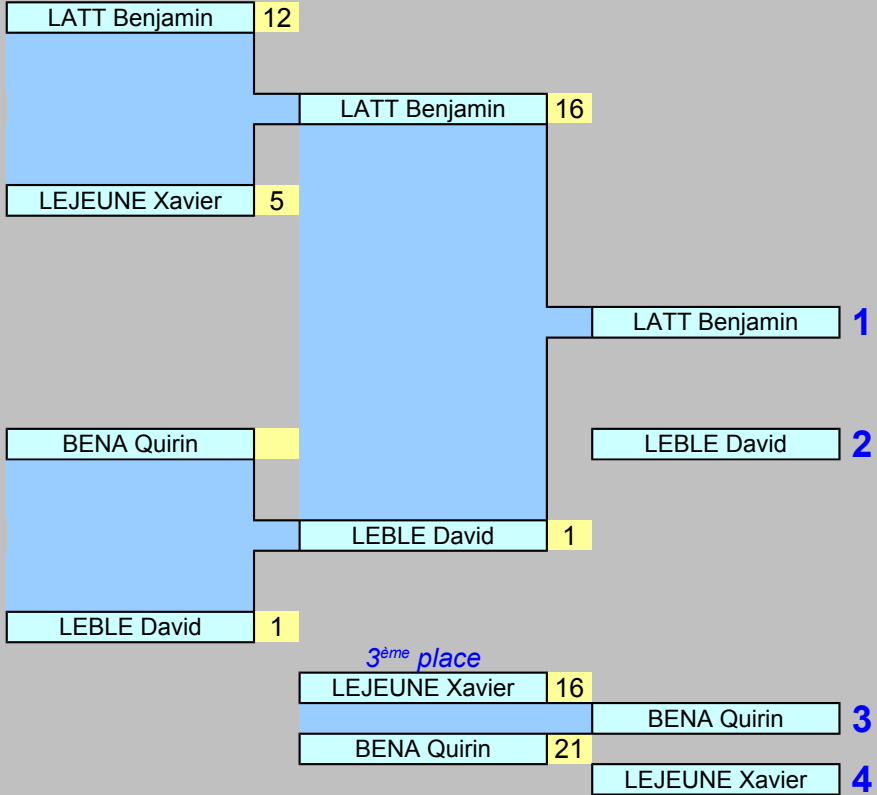 LATT Benjamin 12
LATT Benjamin 16
LEJEUNE Xavier 5
LATT Benjamin 1
BENA Quirin
LEBLE David 2
LEBLE David 1
LEBLE David 1
3ème place
LEJEUNE Xavier 16
BENA Quirin 3
BENA Quirin 21
LEJEUNE Xavier 4